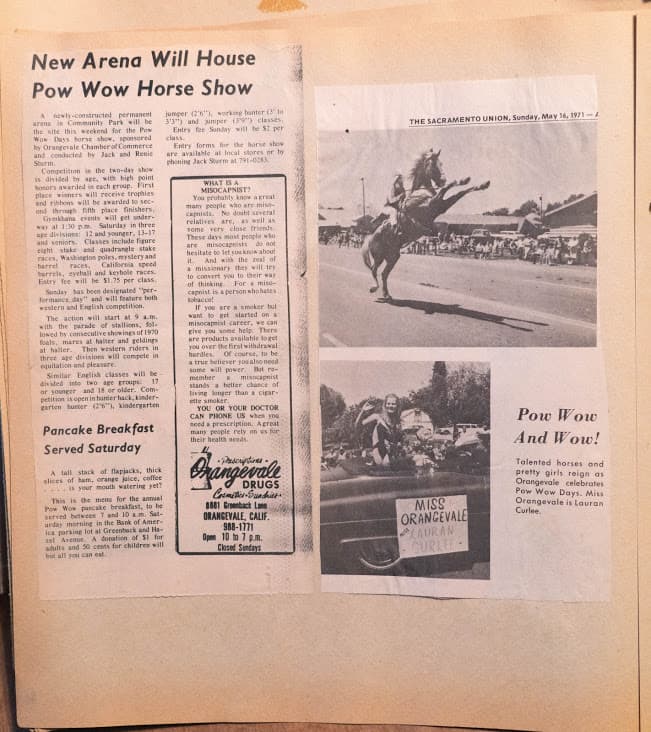 New Arena Will House
Pow Wow Horse Show
A newly-constructed permanent
arena in Community Park will be
the site this weekend for the Pow
Wow Days horse show, sponsored
by Orangevale Chamber of Commerce
and conducted by Jack and Renie
Sturm.
Competition in the two-day show
is divided by age, with high point
honors awarded in each group. First
place winners will receive trophies
and ribbons will be awarded to sec-
ond through fifth place finishers.
Gymkhana events will get under-
way at 1:30 p.m. Saturday in three
age divisions: 12 and younger, 13-17
and seniors. Classes include figure
eight stake and quadrangle stake
races, Washington poles, mystery and
barrel races, California speed
barrels, eyeball and keyhole races.
Entry fee will be $1.75 per class.
Sunday has been designated "per-
formance day" and will feature both
western and English competition.
The action will start at 9 a.m.
with the parade of stallions, fol-
lowed by consecutive showings of 1970
foals, mares at halter and geldings
at halter. Then western riders in
three age divisions will compete in
equitation and pleasure.
Similar English classes will be
divided into two age groups: 17
or younger and 18 or older. Com-
petition is open in hunter hack, kinder-
garten hunter (2'6"), kindergarten
jumper (2'6"), working hunter (3' to
3'3") and jumper (3'9") classes.
Entry fee Sunday will be $2 per
class.
Entry forms for the horse show
are available at local stores or by
phoning Jack Sturm at 791-0283.
Pancake Breakfast
Served Saturday
A tall stack of flapjacks, thick
slices of ham, orange juice, coffee
. . . . is your mouth watering yet?
This is the menu for the annual
Pow Wow pancake breakfast, to be
served between 7 and 10 a.m. Sat-
urday morning in the Bank of Amer-
ica parking lot at Greenback and Ha-
zel Avenue. A donation of $1 for
adults and 50 cents for children will
buy all you can eat.
WHAT IS A
MISOCAPNIST?
You probably know a great
many people who are miso-
capnists. No doubt several
relatives are, as well as
some very close friends.
These days most people who
are misocapnists do not
hesitate to let you know about
it. And with the zeal of
a missionary they will try
to convert you to their way
of thinking. For a miso-
capnist is a person who hates
tobacco!
If you are a smoker but
want to get started on a
misocapnist career, we can
give you some help. There
are products available to get
you over the first withdrawal
hurdles. Of course, to be
a true believer you also need
some will power. But re-
member a misocapnist
stands a better chance of
living longer than a cigar-
ette smoker.
YOU OR YOUR DOCTOR
CAN PHONE US when you
need a prescription. A great
many people rely on us for
their health needs.
Prescriptions
Orangevale
DRUGS
Cosmetics-Sundries
8861 Greenback Lane
ORANGEVALE, CALIF.
988-1771
Open 10 to 7 p.m.
Closed Sundays
THE SACRAMENTO UNION, Sunday, May 16, 1971 —
MISS
ORANGEVALE
LAURAN
CURLEE
Pow Wow
And Wow!
Talented horses and
pretty girls reign as
Orangevale celebrates
Pow Wow Days. Miss
Orangevale is Lauran
Curlee.